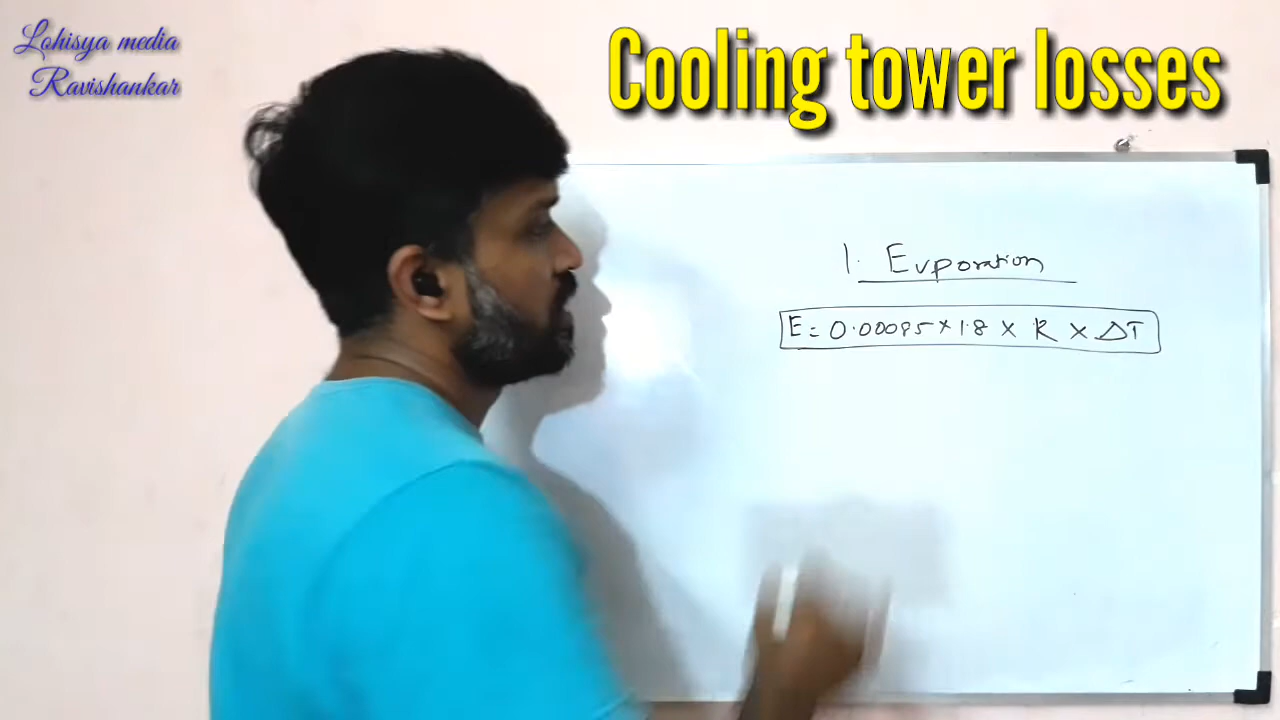 Lohisya media
Ravishankar
Cooling tower losses
1. Evporation
E = 0.00085 × 1.8 × R × ΔT